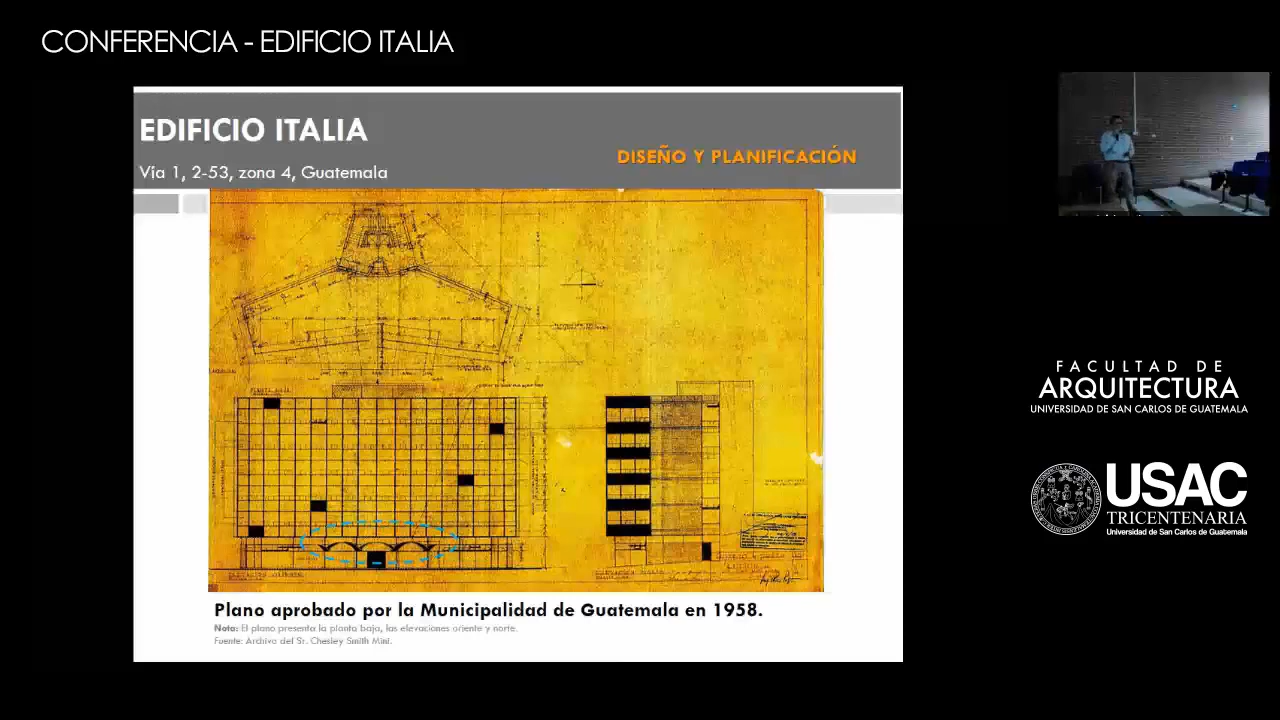 CONFERENCIA - EDIFICIO ITALIA
EDIFICIO ITALIA
DISEÑO Y PLANIFICACIÓN
Vía 1, 2-53, zona 4, Guatemala
Plano aprobado por la Municipalidad de Guatemala en 1958.
Nota: El plano presenta la planta baja, las elevaciones oriente y norte.
Fuente: Archivo del Sr. Chesley Smith Mini.
FACULTAD DE
ARQUITECTURA
UNIVERSIDAD DE SAN CARLOS DE GUATEMALA
USAC
TRICENTENARIA
Universidad de San Carlos de Guatemala